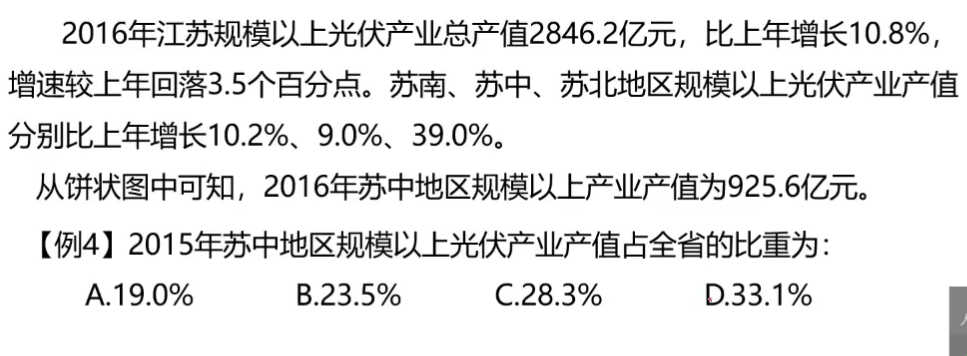 2016年江苏规模以上光伏产业总产值2846.2亿元，比上年增长10.8%，
增速较上年回落3.5个百分点。苏南、苏中、苏北地区规模以上光伏产业产值
分别比上年增长10.2%、9.0%、39.0%。
从饼状图中可知，2016年苏中地区规模以上产业产值为925.6亿元。
【例4】2015年苏中地区规模以上光伏产业产值占全省的比重为：
A.19.0% B.23.5% C.28.3% D.33.1%